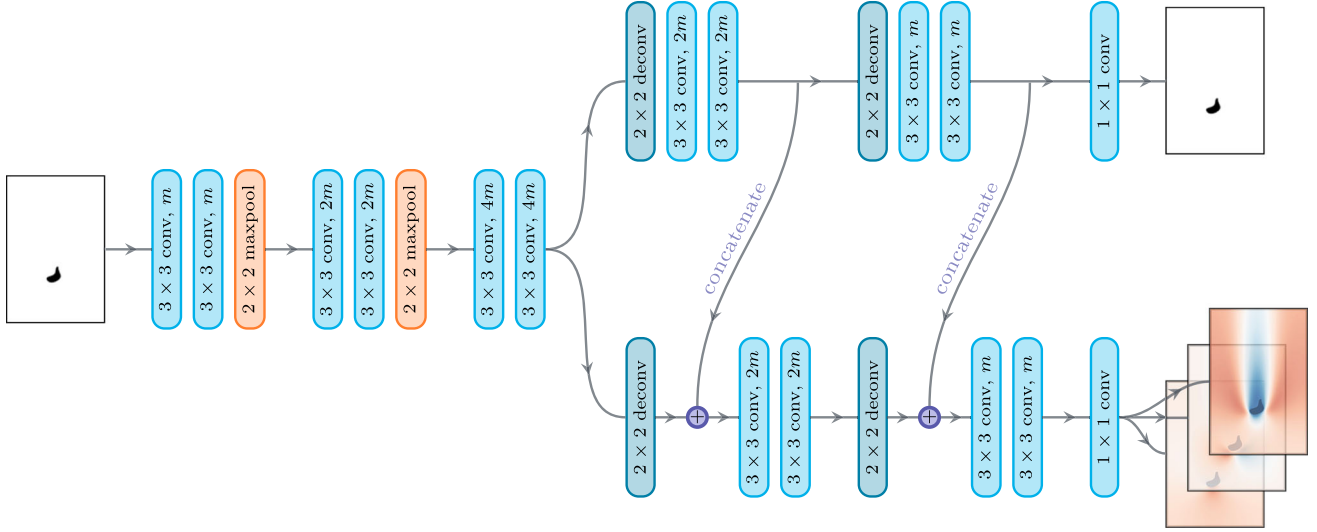 2 × 2 deconv
3 × 3 conv, 2m
3 × 3 conv, 2m
2 × 2 deconv
3 × 3 conv, m
3 × 3 conv, m
1 × 1 conv
3 × 3 conv, m
3 × 3 conv, m
2 × 2 maxpool
3 × 3 conv, 2m
3 × 3 conv, 2m
2 × 2 maxpool
3 × 3 conv, 4m
3 × 3 conv, 4m
concatenate
concatenate
2 × 2 deconv
+
3 × 3 conv, 2m
3 × 3 conv, 2m
2 × 2 deconv
+
3 × 3 conv, m
3 × 3 conv, m
1 × 1 conv